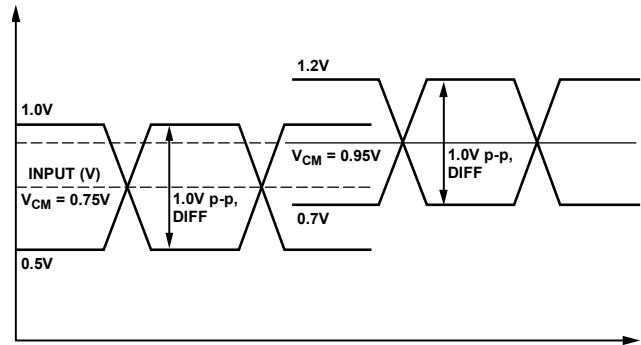 1.2V
1.0V
INPUT (V)
V_CM = 0.75V
1.0V p-p,
DIFF
0.5V
V_CM = 0.95V
1.0V p-p,
DIFF
0.7V